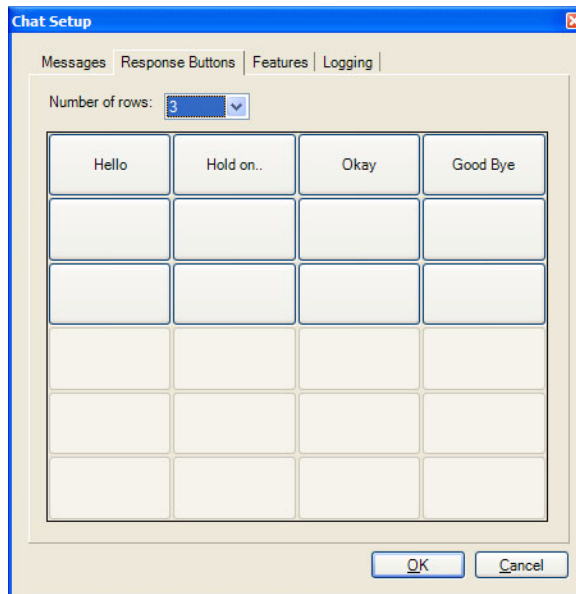 Chat Setup
Messages Response Buttons Features Logging
Number of rows: 3
Hello Hold on.. Okay Good Bye
OK Cancel